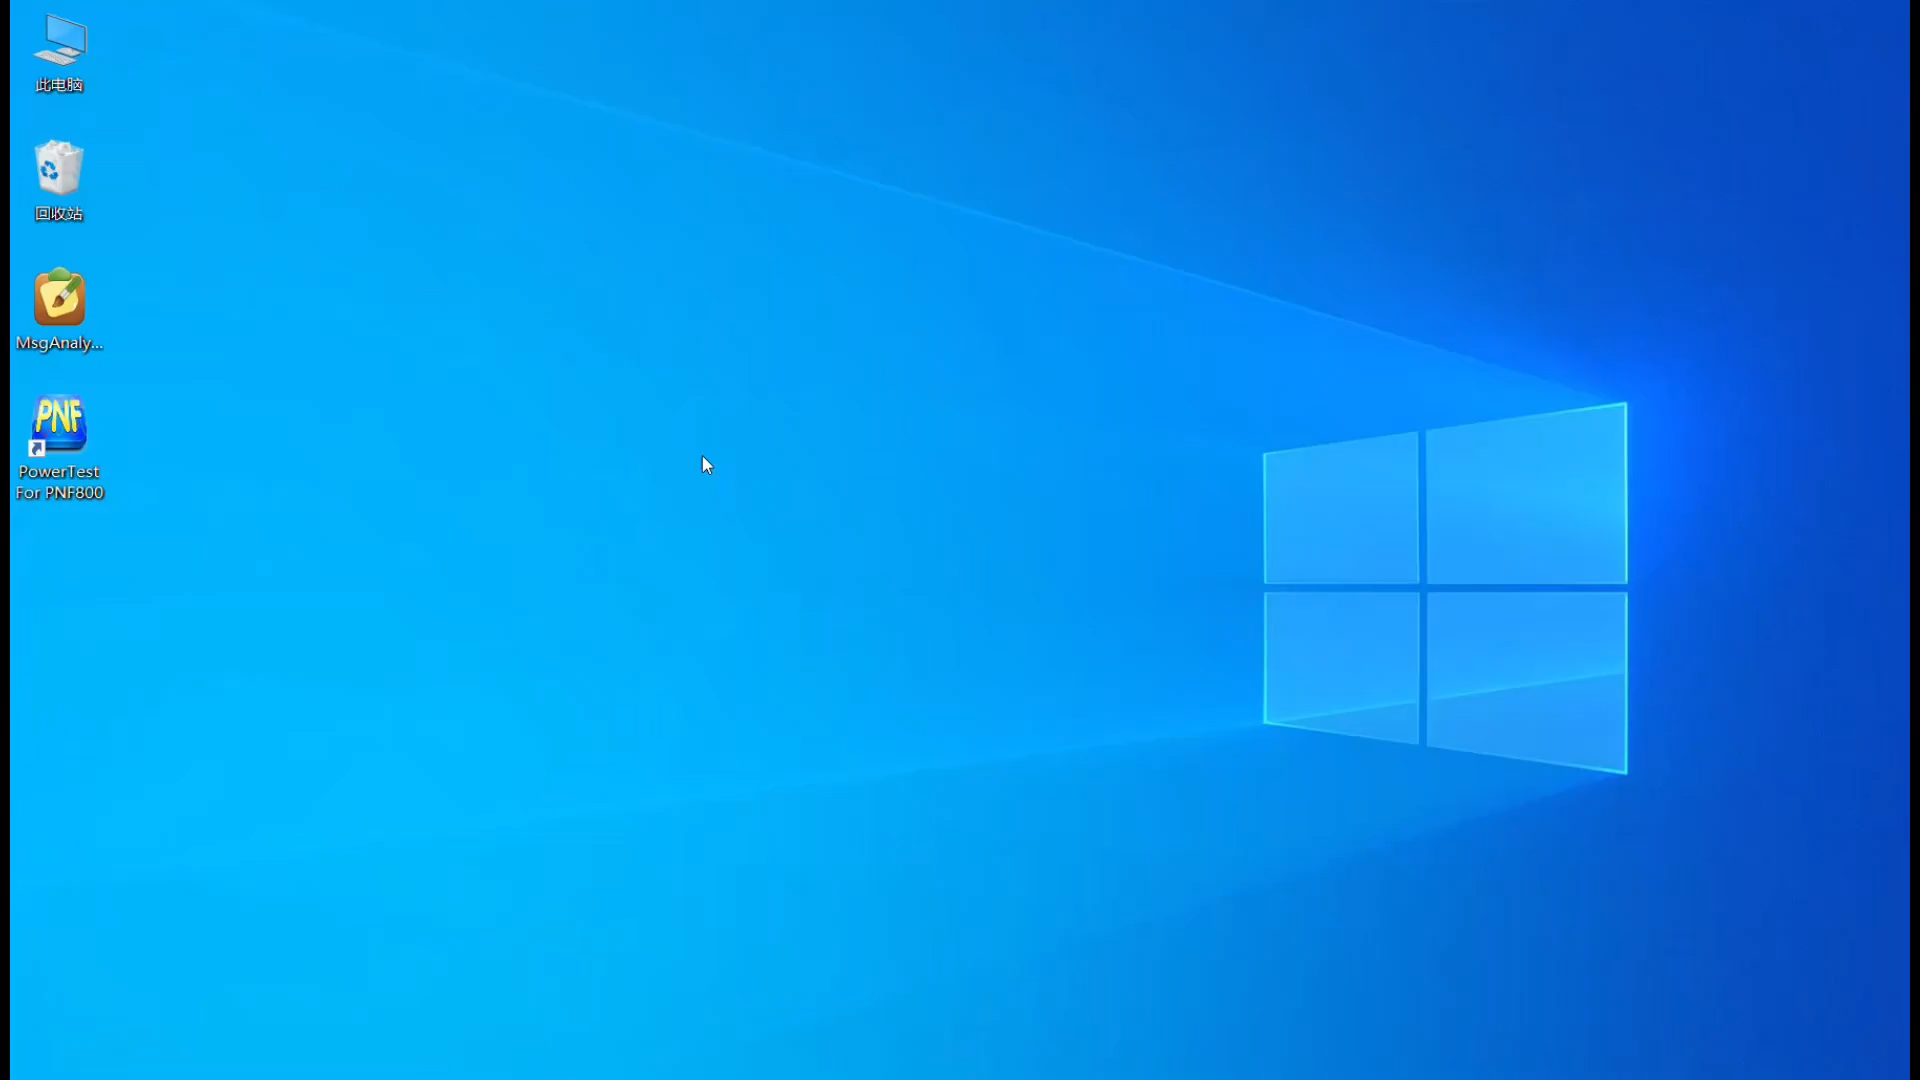 此电脑
回收站
MsgAnaly...
PNF
PowerTest
For PNF800